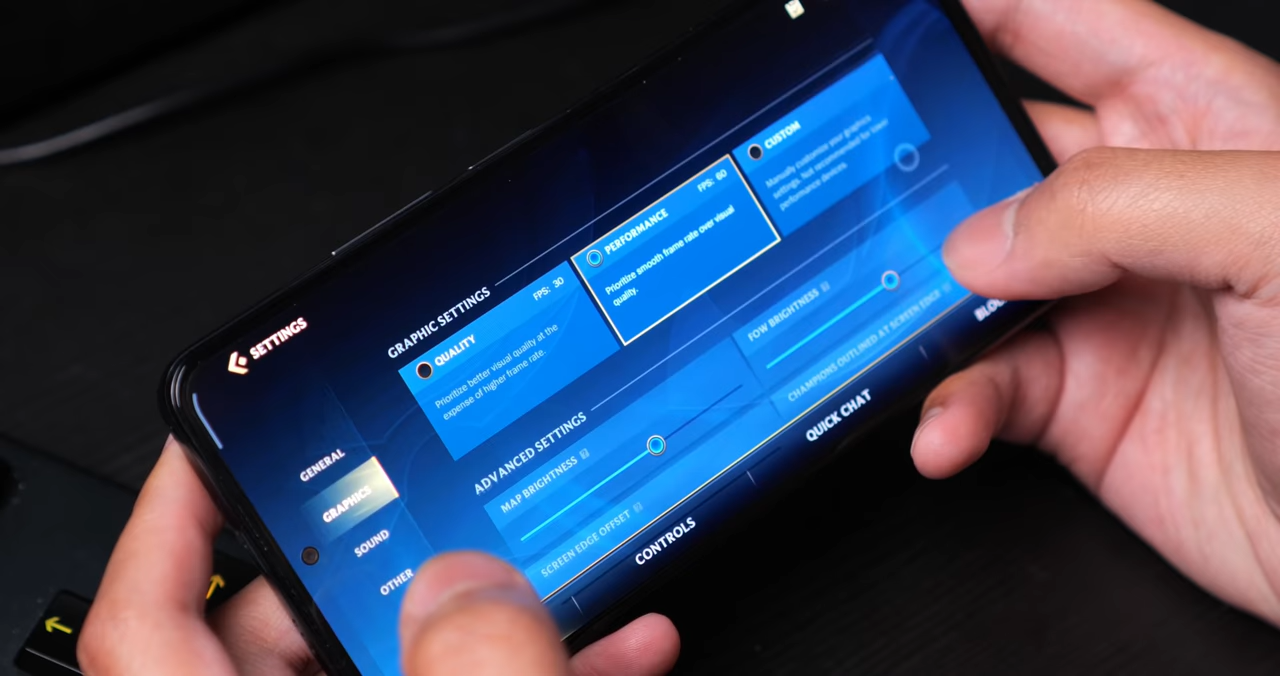 SETTINGS
GENERAL
GRAPHICS
SOUND
OTHER
GRAPHIC SETTINGS
FPS: 30
QUALITY
Prioritize better visual quality at the
expense of higher frame rate.
FPS: 60
PERFORMANCE
Prioritize smooth frame rate over visual
quality.
CUSTOM
Manually customize your graphics
settings. Not recommended for lower
performance devices.
ADVANCED SETTINGS
MAP BRIGHTNESS
FOW BRIGHTNESS
SCREEN EDGE OFFSET
CHAMPIONS OUTLINED AT SCREEN EDGE
CONTROLS
QUICK CHAT